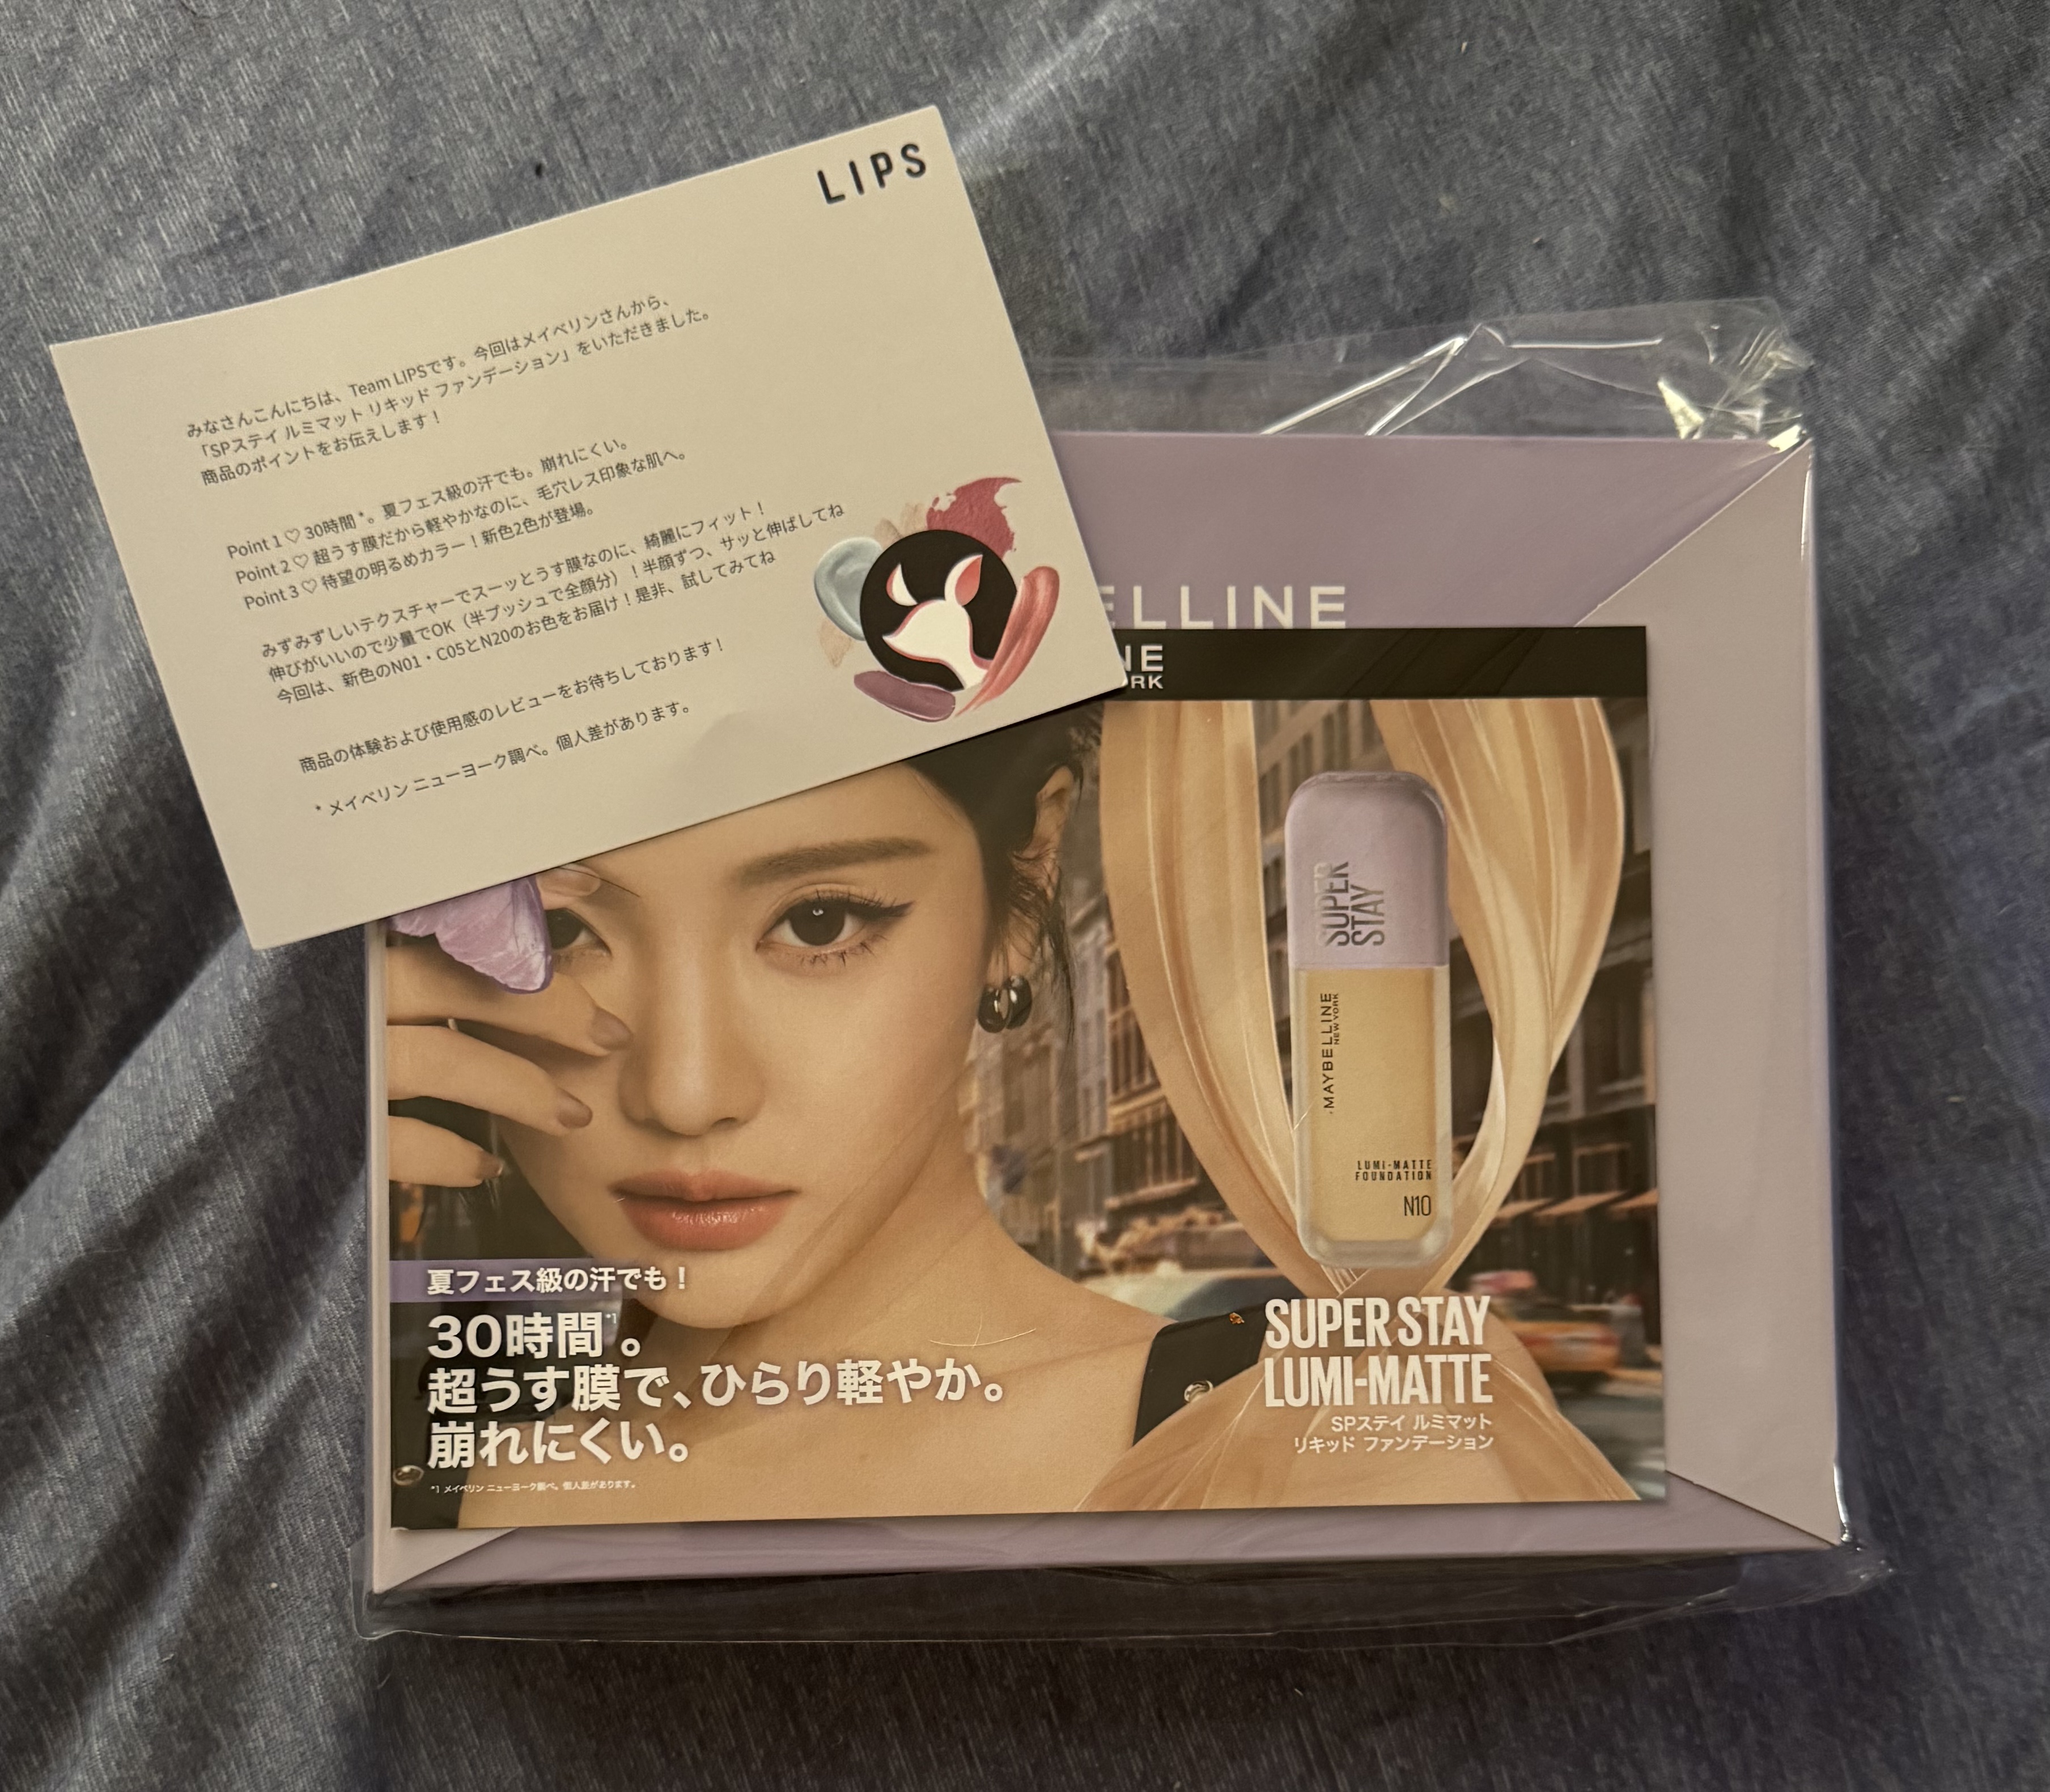 LIPS
みなさんこんにちは、Team LIPSです。今回はメイベリンさんから、
「SPステイ ルミマット リキッド ファンデーション」をいただきました。
商品のポイントをお伝えします！
Point 1♡30時間*。夏フェス級の汗でも。崩れにくい。
Point 2♡超うす膜だから軽やかなのに、毛穴レス印象な肌へ。
Point 3♡待望の明るめカラー！新色2色が登場。
みずみずしいテクスチャーでスーッとうす膜なのに、綺麗にフィット！
伸びがいいので少量でOK（半プッシュで全顔分）！半顔ずつ、サッと伸ばしてね
今回は、新色のN01・C05とN20のお色をお届け！是非、試してみてね
商品の体験および使用感のレビューをお待ちしております！
* メイベリン ニューヨーク調べ。個人差があります。
ELLINE
NE
RK
SUPER
STAY
MAYBELLINE
NEW YORK
LUMI-MATTE
FOUNDATION
N10
夏フェス級の汗でも！
30時間*1。
超うす膜で、ひらり軽やか。
崩れにくい。
*1 メイベリン ニューヨーク調べ。個人差があります。
SUPER STAY
LUMI-MATTE
SPステイ ルミマット
リキッド ファンデーション